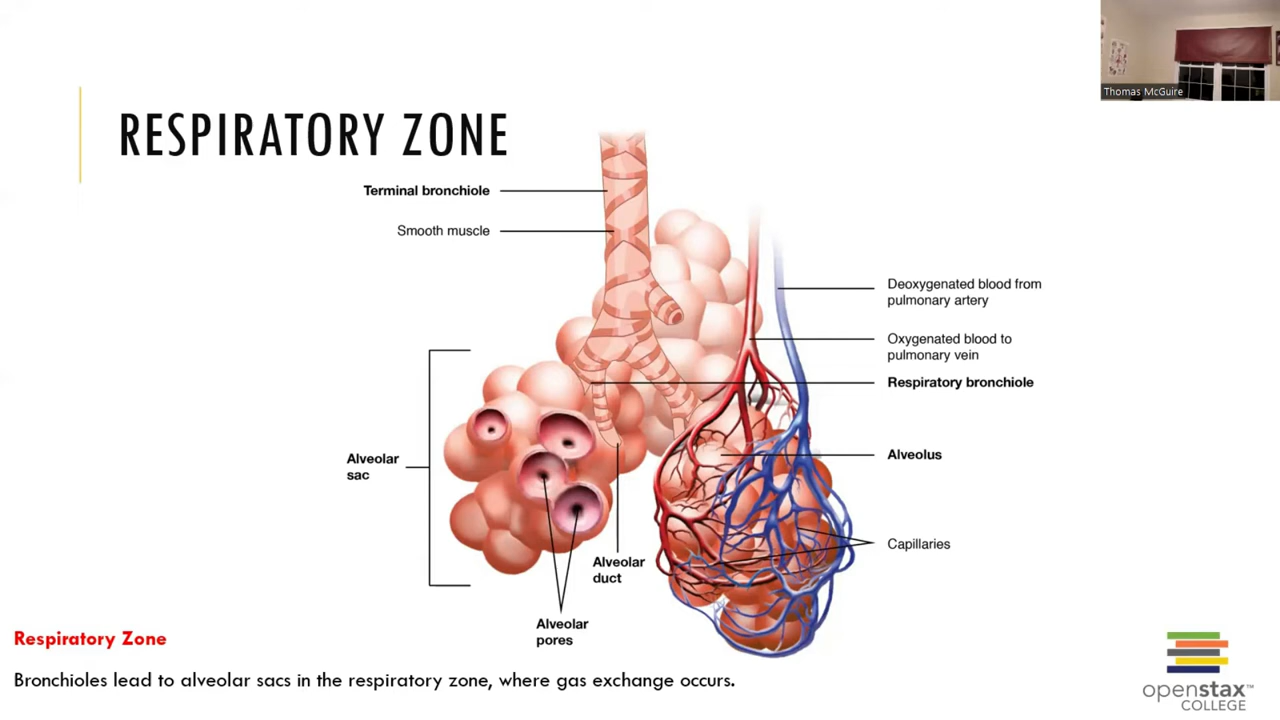 Thomas McGuire
RESPIRATORY ZONE
Terminal bronchiole
Smooth muscle
Deoxygenated blood from
pulmonary artery
Oxygenated blood to
pulmonary vein
Respiratory bronchiole
Alveolar
sac
Alveolus
Capillaries
Alveolar
duct
Alveolar
pores
Respiratory Zone
Bronchioles lead to alveolar sacs in the respiratory zone, where gas exchange occurs.
openstax™
COLLEGE